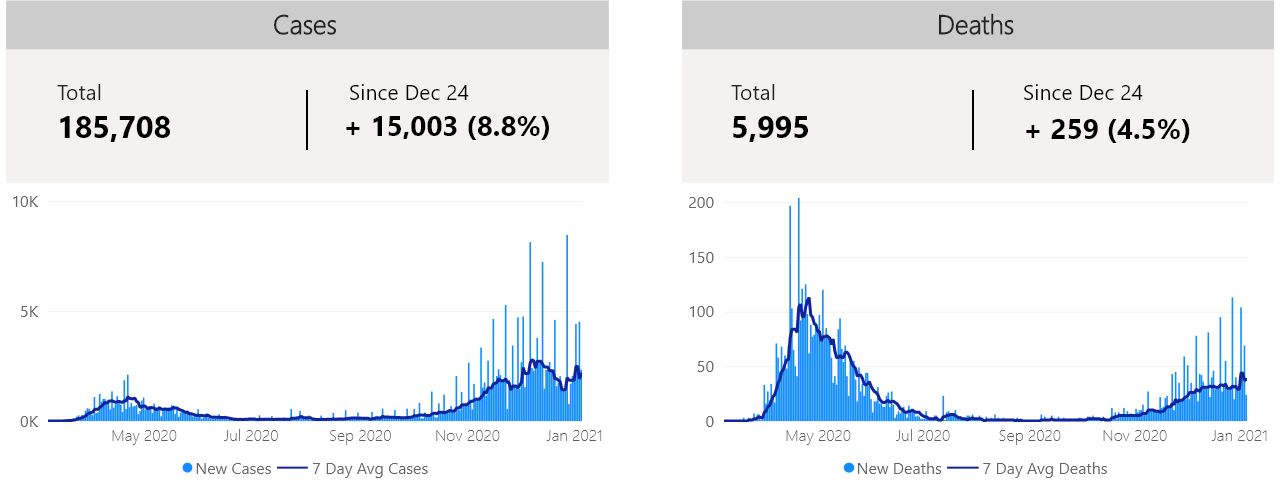 Cases
Total
Since Dec 24
185,708
+ 15,003 (8.8%)
10K
5K
0K
May 2020
Jul 2020
Sep 2020
Nov 2020
Jan 2021
New Cases
7 Day Avg Cases
Deaths
Total
Since Dec 24
5,995
+ 259 (4.5%)
200
150
100
50
0
May 2020
Jul 2020
Sep 2020
Nov 2020
Jan 2021
New Deaths
7 Day Avg Deaths